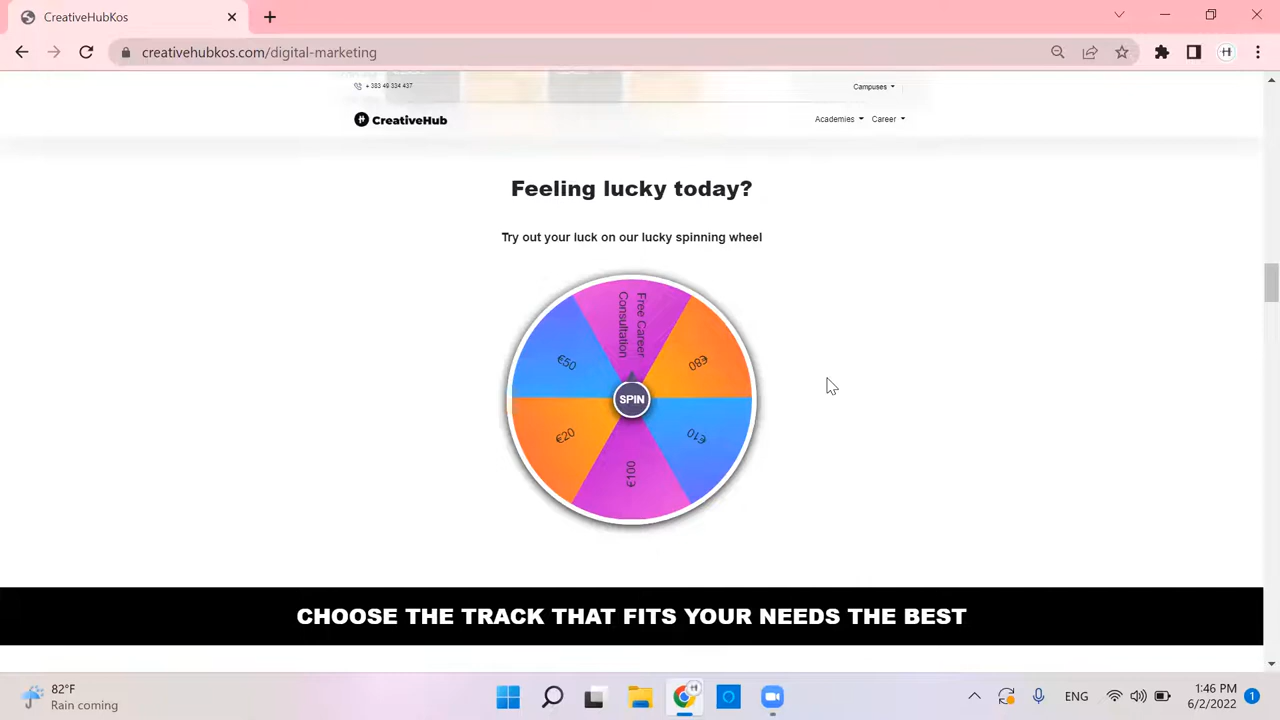 CreativeHubKos
creativehubkos.com/digital-marketing
+ 383 49 334 437
Campuses
CreativeHub
Academies
Career
Feeling lucky today?
Try out your luck on our lucky spinning wheel
Free Career
Consultation
€50
€80
SPIN
€20
€10
€100
CHOOSE THE TRACK THAT FITS YOUR NEEDS THE BEST
82°F
Rain coming
ENG
1:46 PM
6/2/2022
1